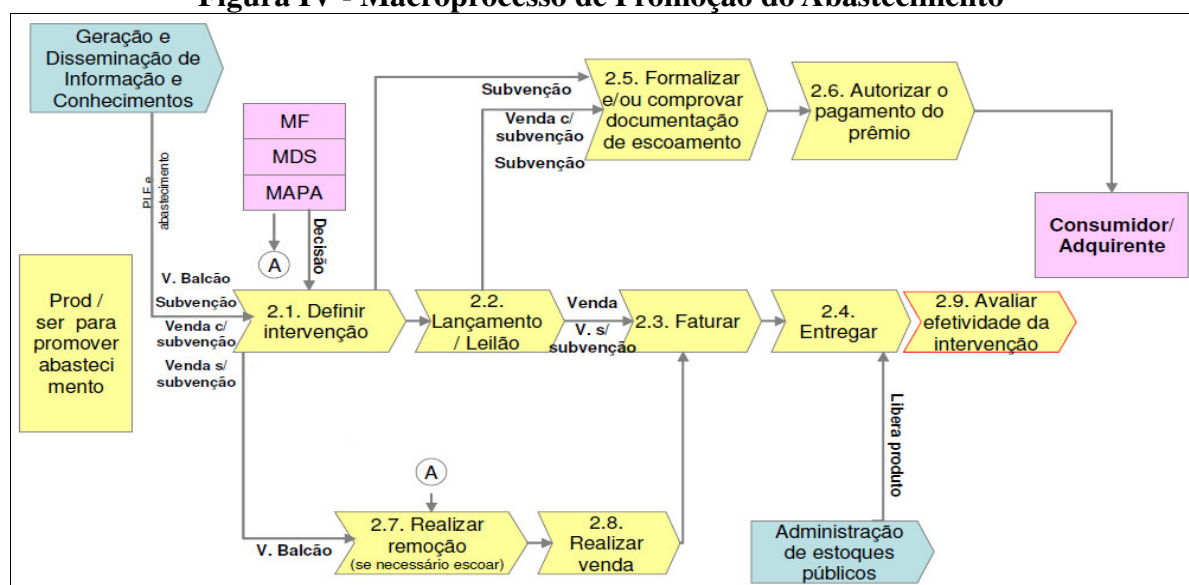 Figura IV - Macroprocesso de Promoção do Abastecimento
Geração e
Disseminação de
Informação e
Conhecimentos
MF
MDS
MAPA
Decisão
A
PLF e
abastecimento
Prod /
ser para
promover
abasteci
mento
V. Balcão
Subvenção
Venda c/
subvenção
Venda s/
subvenção
2.1. Definir
intervenção
2.2.
Lançamento
/ Leilão
Subvenção
Venda c/
subvenção
Subvenção
2.5. Formalizar
e/ou comprovar
documentação
de escoamento
2.6. Autorizar o
pagamento do
prêmio
Consumidor/
Adquirente
Venda
V. s/
subvenção
2.3. Faturar
2.4.
Entregar
2.9. Avaliar
efetividade da
intervenção
Libera produto
A
V. Balcão
2.7. Realizar
remoção
(se necessário escoar)
2.8.
Realizar
venda
Administração
de estoques
públicos